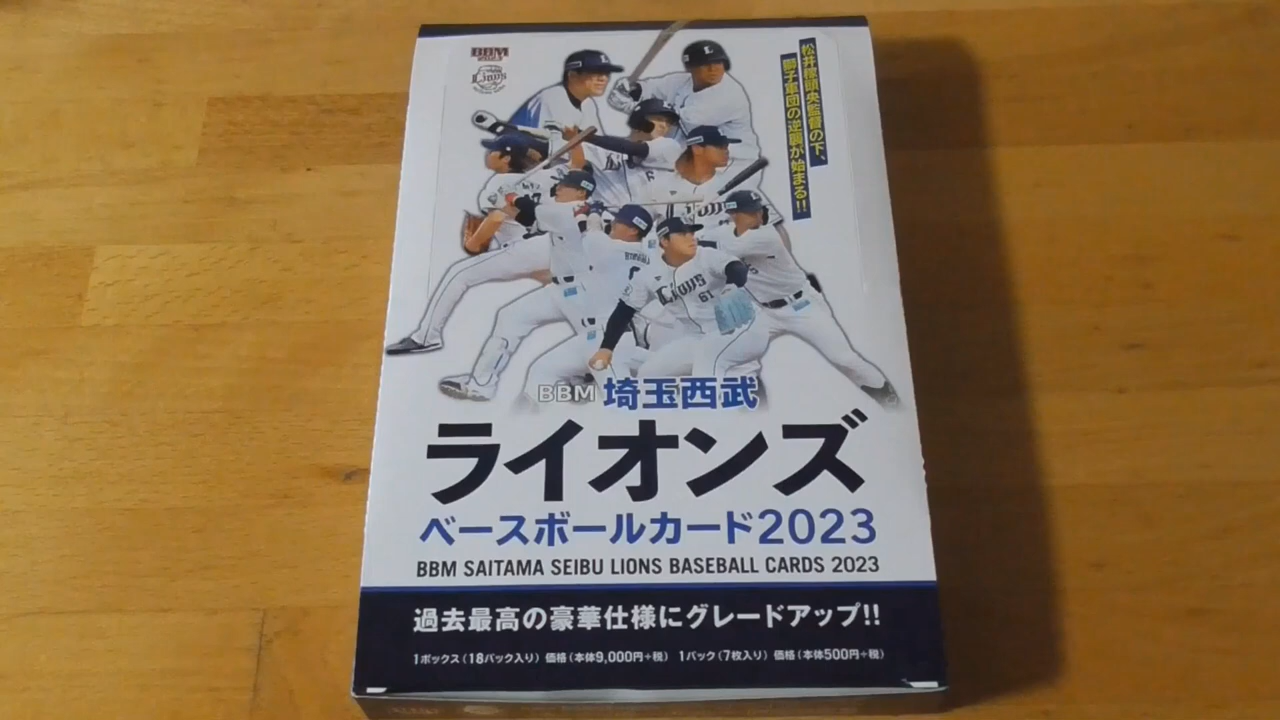 BBM
Lions
松井稼頭央監督の下、
獅子軍団の逆襲が始まる!!
Lions
61
BBM 埼玉西武
ライオンズ
ベースボールカード2023
BBM SAITAMA SEIBU LIONS BASEBALL CARDS 2023
過去最高の豪華仕様にグレードアップ!!
1ボックス(18パック入り) 価格(本体9,000円+税) 1パック(7枚入り) 価格(本体500円+税)